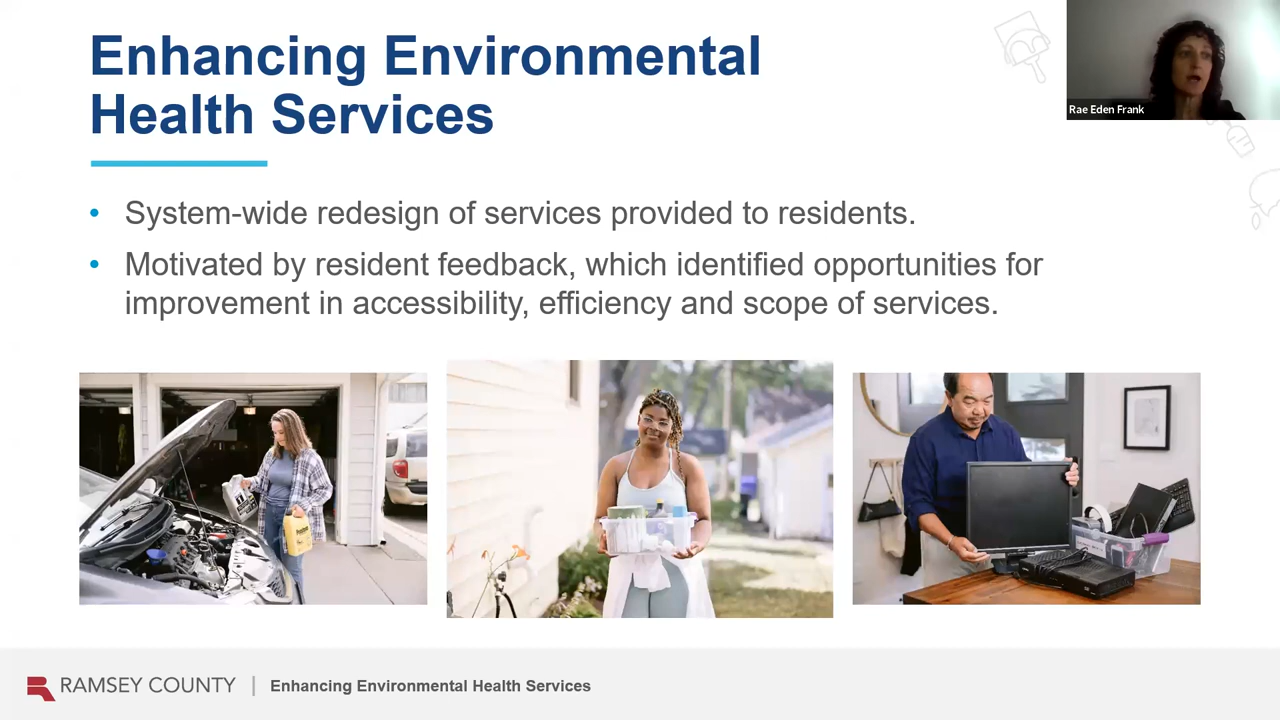 Enhancing Environmental
Health Services
Rae Eden Frank
• System-wide redesign of services provided to residents.
• Motivated by resident feedback, which identified opportunities for
improvement in accessibility, efficiency and scope of services.
RAMSEY COUNTY | Enhancing Environmental Health Services